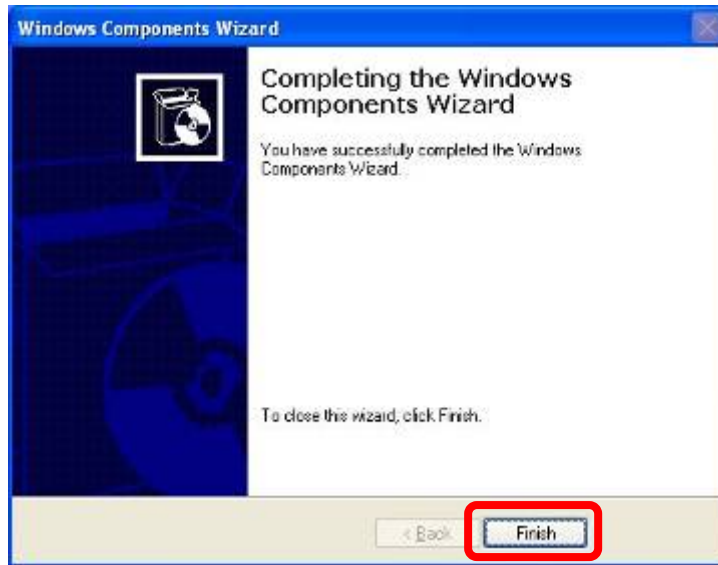 Windows Components Wizard
Completing the Windows
Components Wizard
You have successfully completed the Windows
Components Wizard.
To close this wizard, click Finish.
< Back
Finish